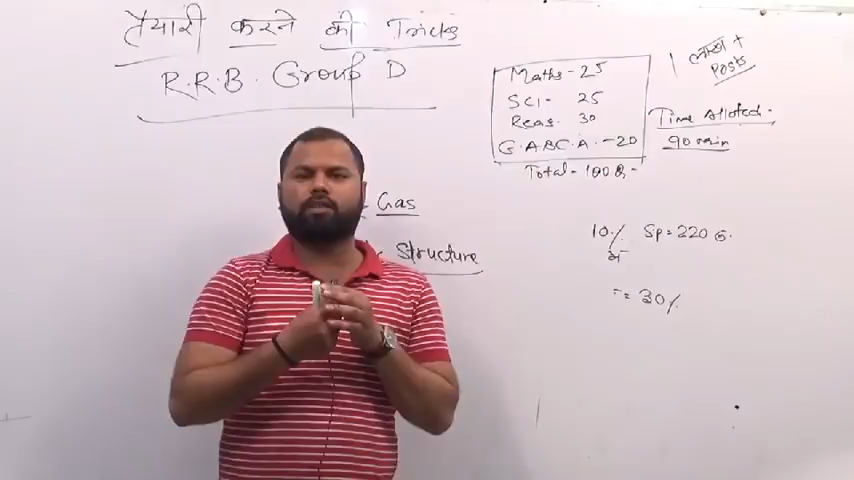 तैयारी करने की Tricks
R.R.B. Group D
Gas
Structure
Maths - 25
SCI - 25
Reas. 30
G.A & C.A. - 20
Total - 100 Q.
+
Posts
Time alloted -
90 min
10% Sp = 220
= 30%